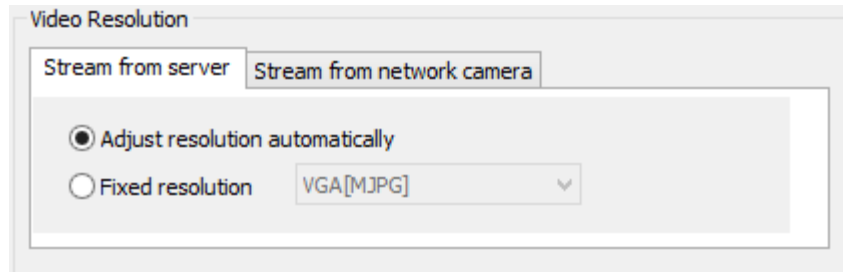 Video Resolution
Stream from server Stream from network camera
Adjust resolution automatically
Fixed resolution VGA[MJPG]